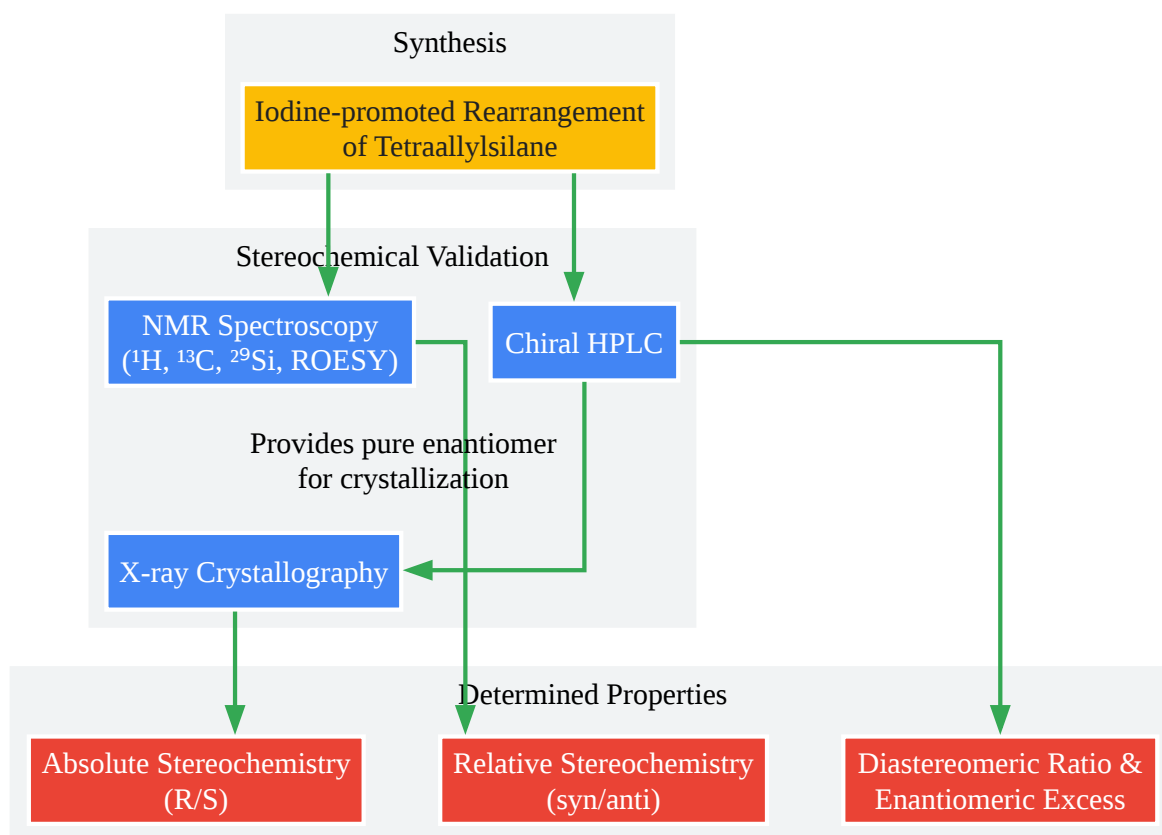 Synthesis
Iodine-promoted Rearrangement
of Tetraallylsilane
Stereochemical Validation
NMR Spectroscopy
(¹H, ¹³C, ²⁹Si, ROESY)
Chiral HPLC
Provides pure enantiomer
for crystallization
X-ray Crystallography
Determined Properties
Absolute Stereochemistry
(R/S)
Relative Stereochemistry
(syn/anti)
Diastereomeric Ratio &
Enantiomeric Excess